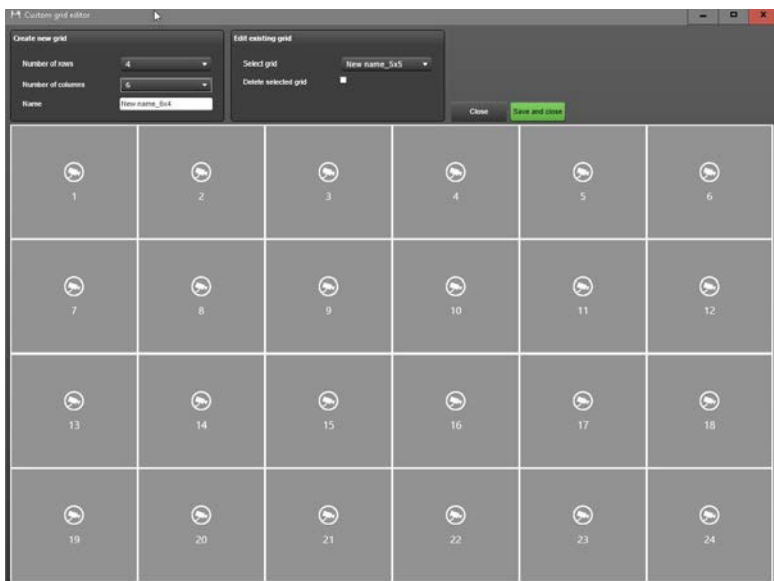 Custom grid editor
Create new grid
Number of rows 4
Number of columns 6
Name New name_6x4
Edit existing grid
Select grid New name_5x5
Delete selected grid
Close Save and close
1 2 3 4 5 6
7 8 9 10 11 12
13 14 15 16 17 18
19 20 21 22 23 24